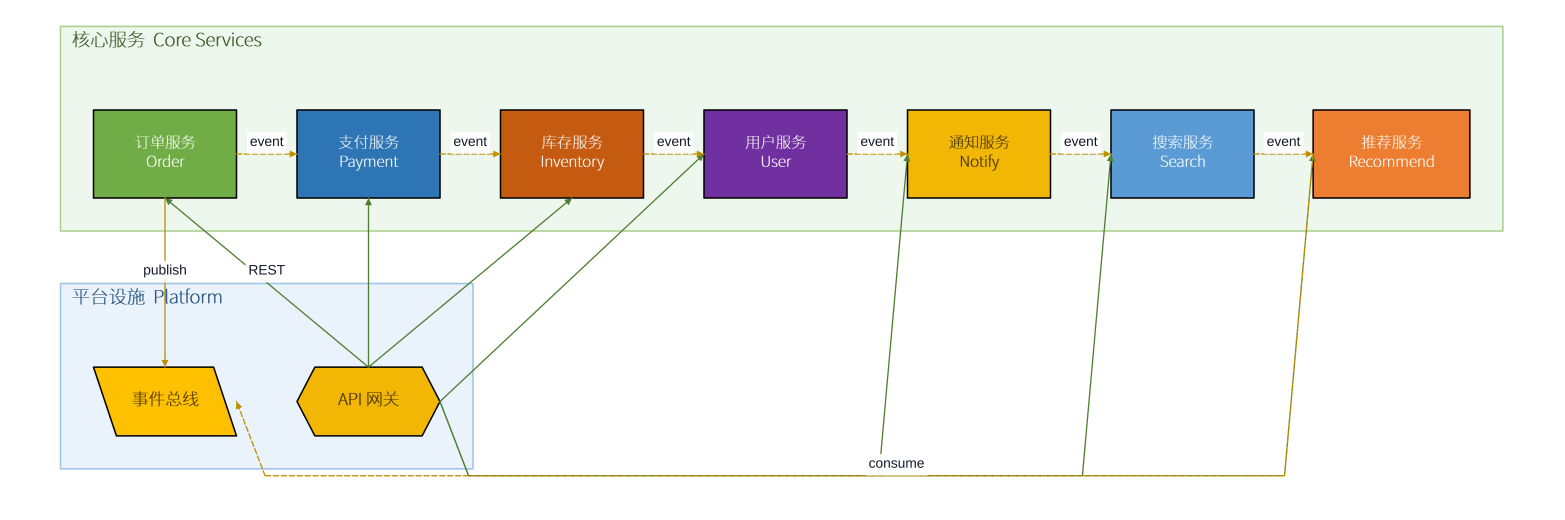 核心服务 Core Services
订单服务
Order
event
支付服务
Payment
event
库存服务
Inventory
event
用户服务
User
event
通知服务
Notify
event
搜索服务
Search
event
推荐服务
Recommend
publish
REST
平台设施 Platform
事件总线
API 网关
consume